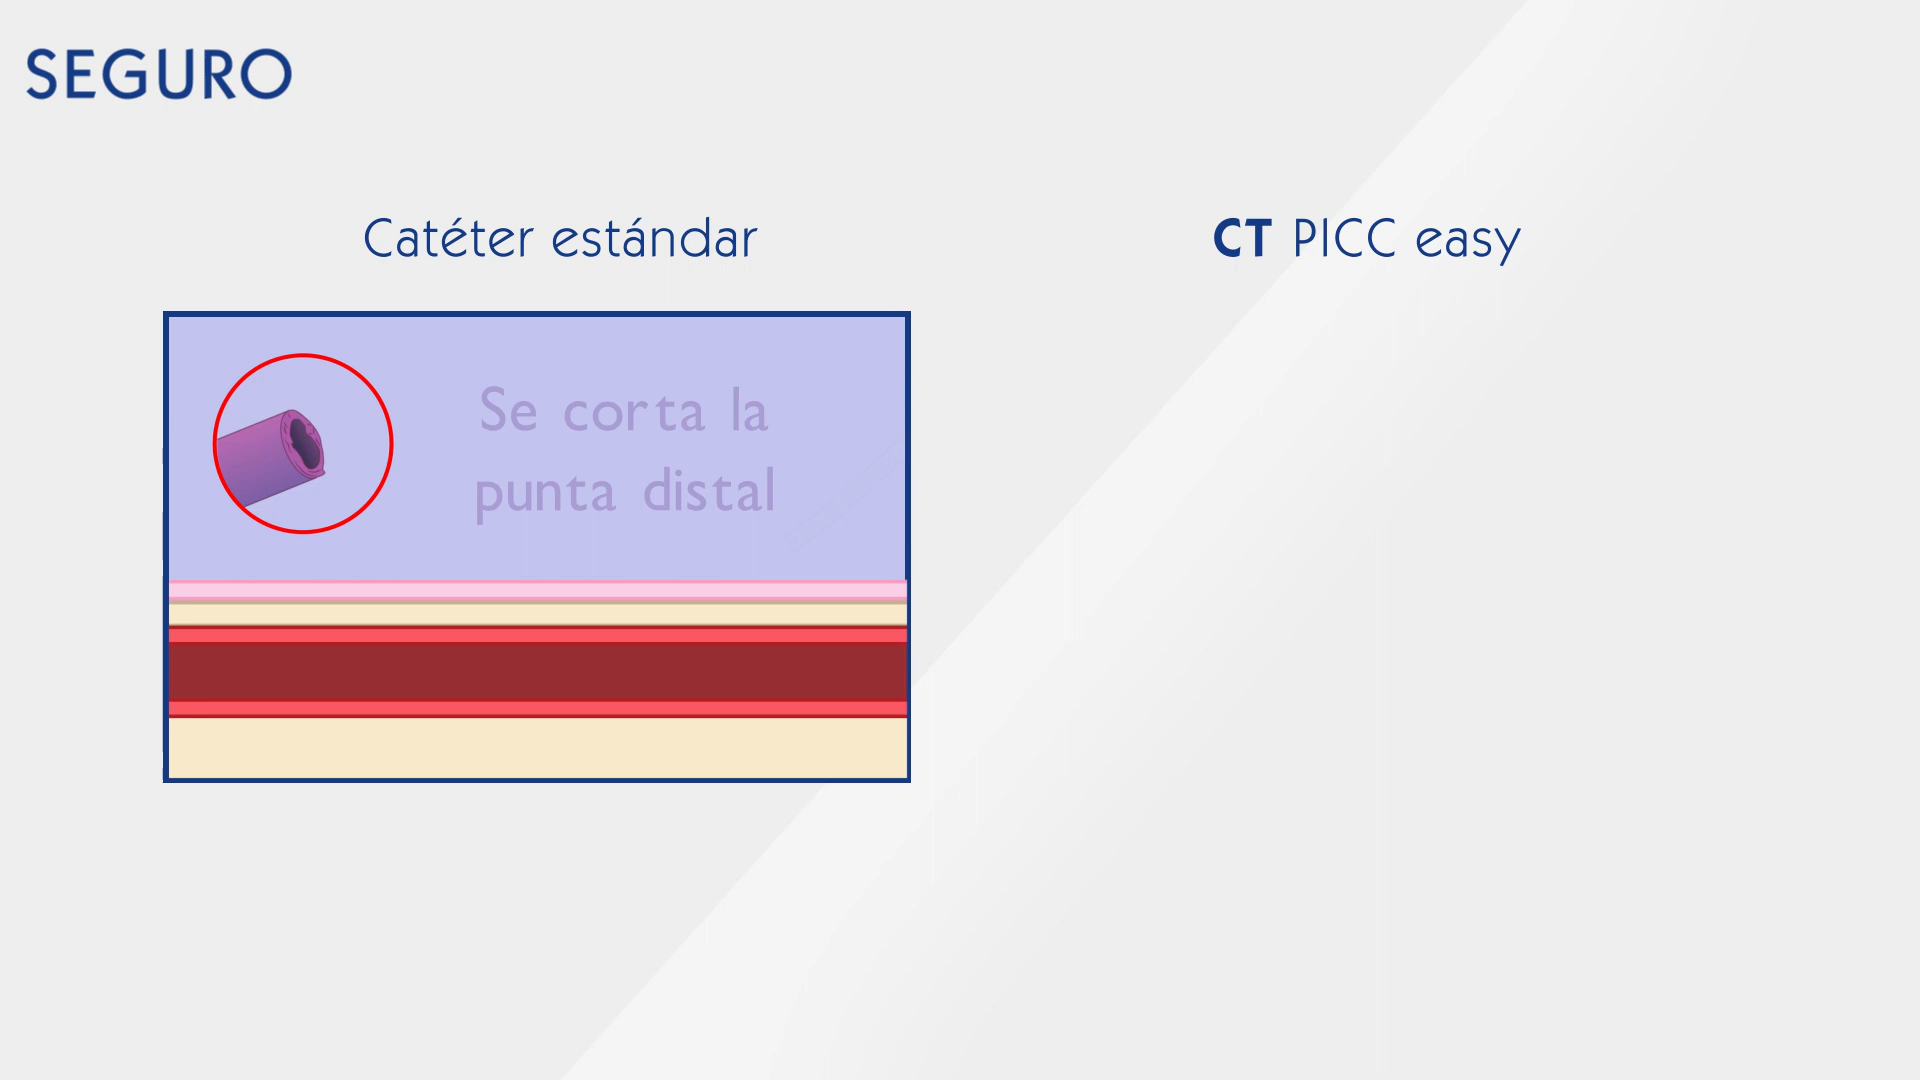 SEGURO
Catéter estándar
CT PICC easy
Se corta la
punta distal